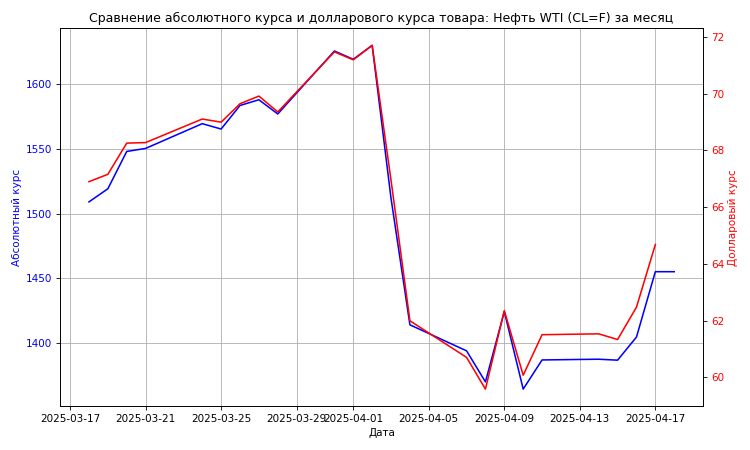 Сравнение абсолютного курса и долларового курса товара: Нефть WTI (CL=F) за месяц
Абсолютный курс
1600
1550
1500
1450
1400
72
70
68
66
64
62
60
Долларовый курс
2025-03-17 2025-03-21 2025-03-25 2025-03-29 2025-04-01 2025-04-05 2025-04-09 2025-04-13 2025-04-17
Дата